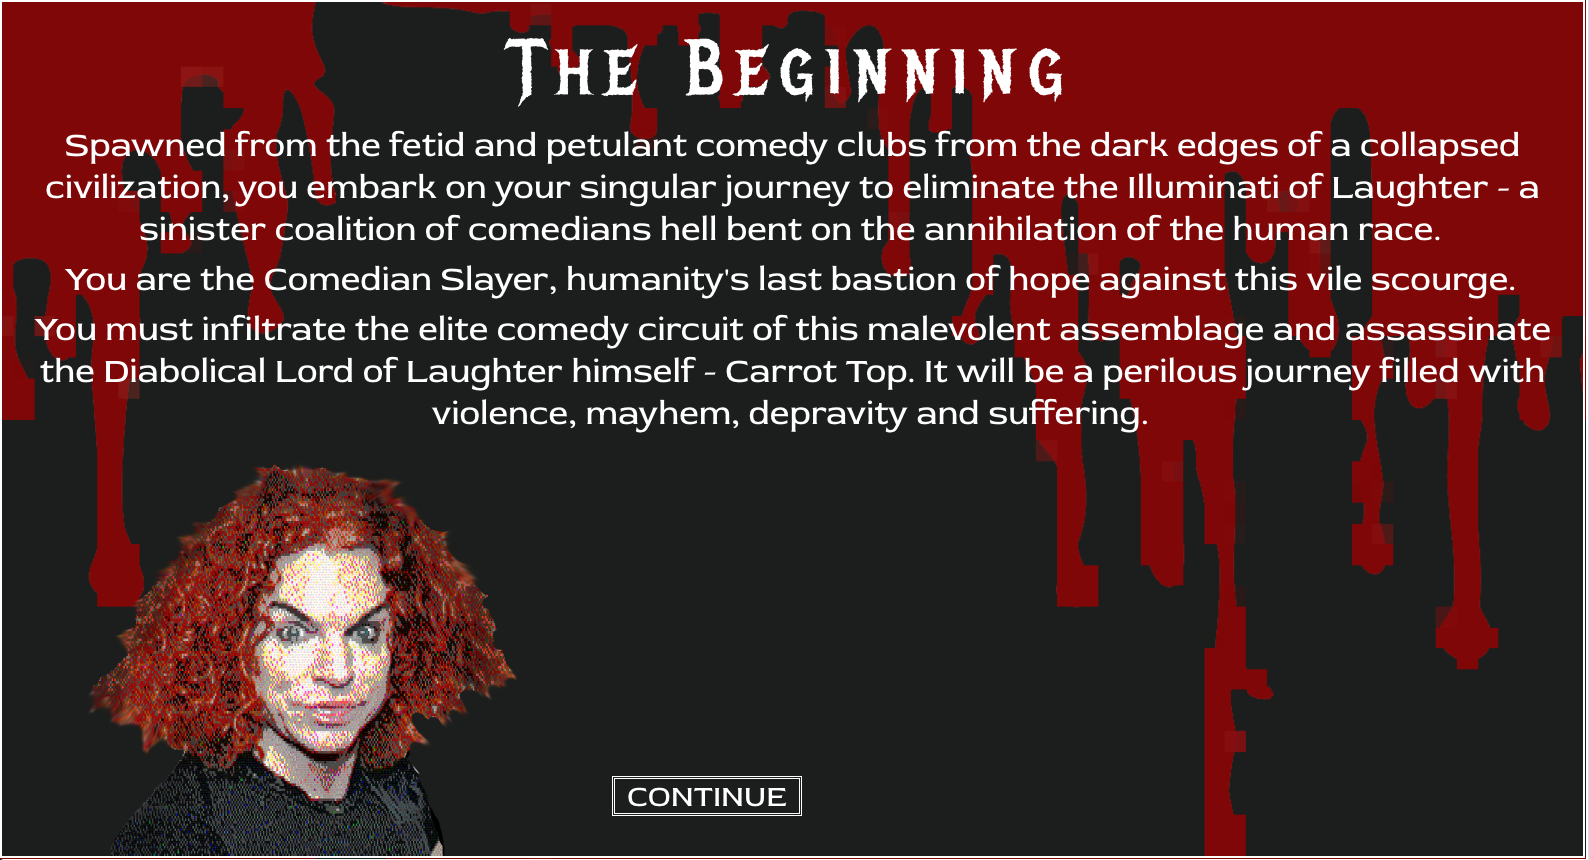 The Beginning
Spawned from the fetid and petulant comedy clubs from the dark edges of a collapsed
civilization, you embark on your singular journey to eliminate the Illuminati of Laughter - a
sinister coalition of comedians hell bent on the annihilation of the human race.
You are the Comedian Slayer, humanity's last bastion of hope against this vile scourge.
You must infiltrate the elite comedy circuit of this malevolent assemblage and assassinate
the Diabolical Lord of Laughter himself - Carrot Top. It will be a perilous journey filled with
violence, mayhem, depravity and suffering.
CONTINUE